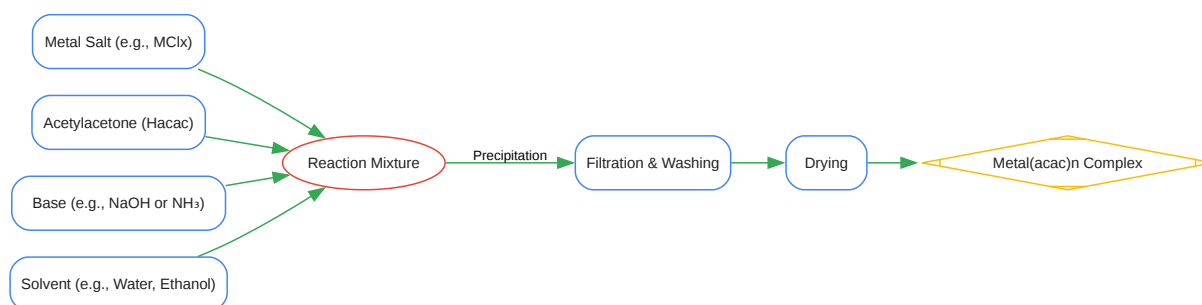 Metal Salt (e.g., MClx)
Acetylacetone (Hacac)
Base (e.g., NaOH or NH₃)
Solvent (e.g., Water, Ethanol)
Reaction Mixture
Precipitation
Filtration & Washing
Drying
Metal(acac)n Complex